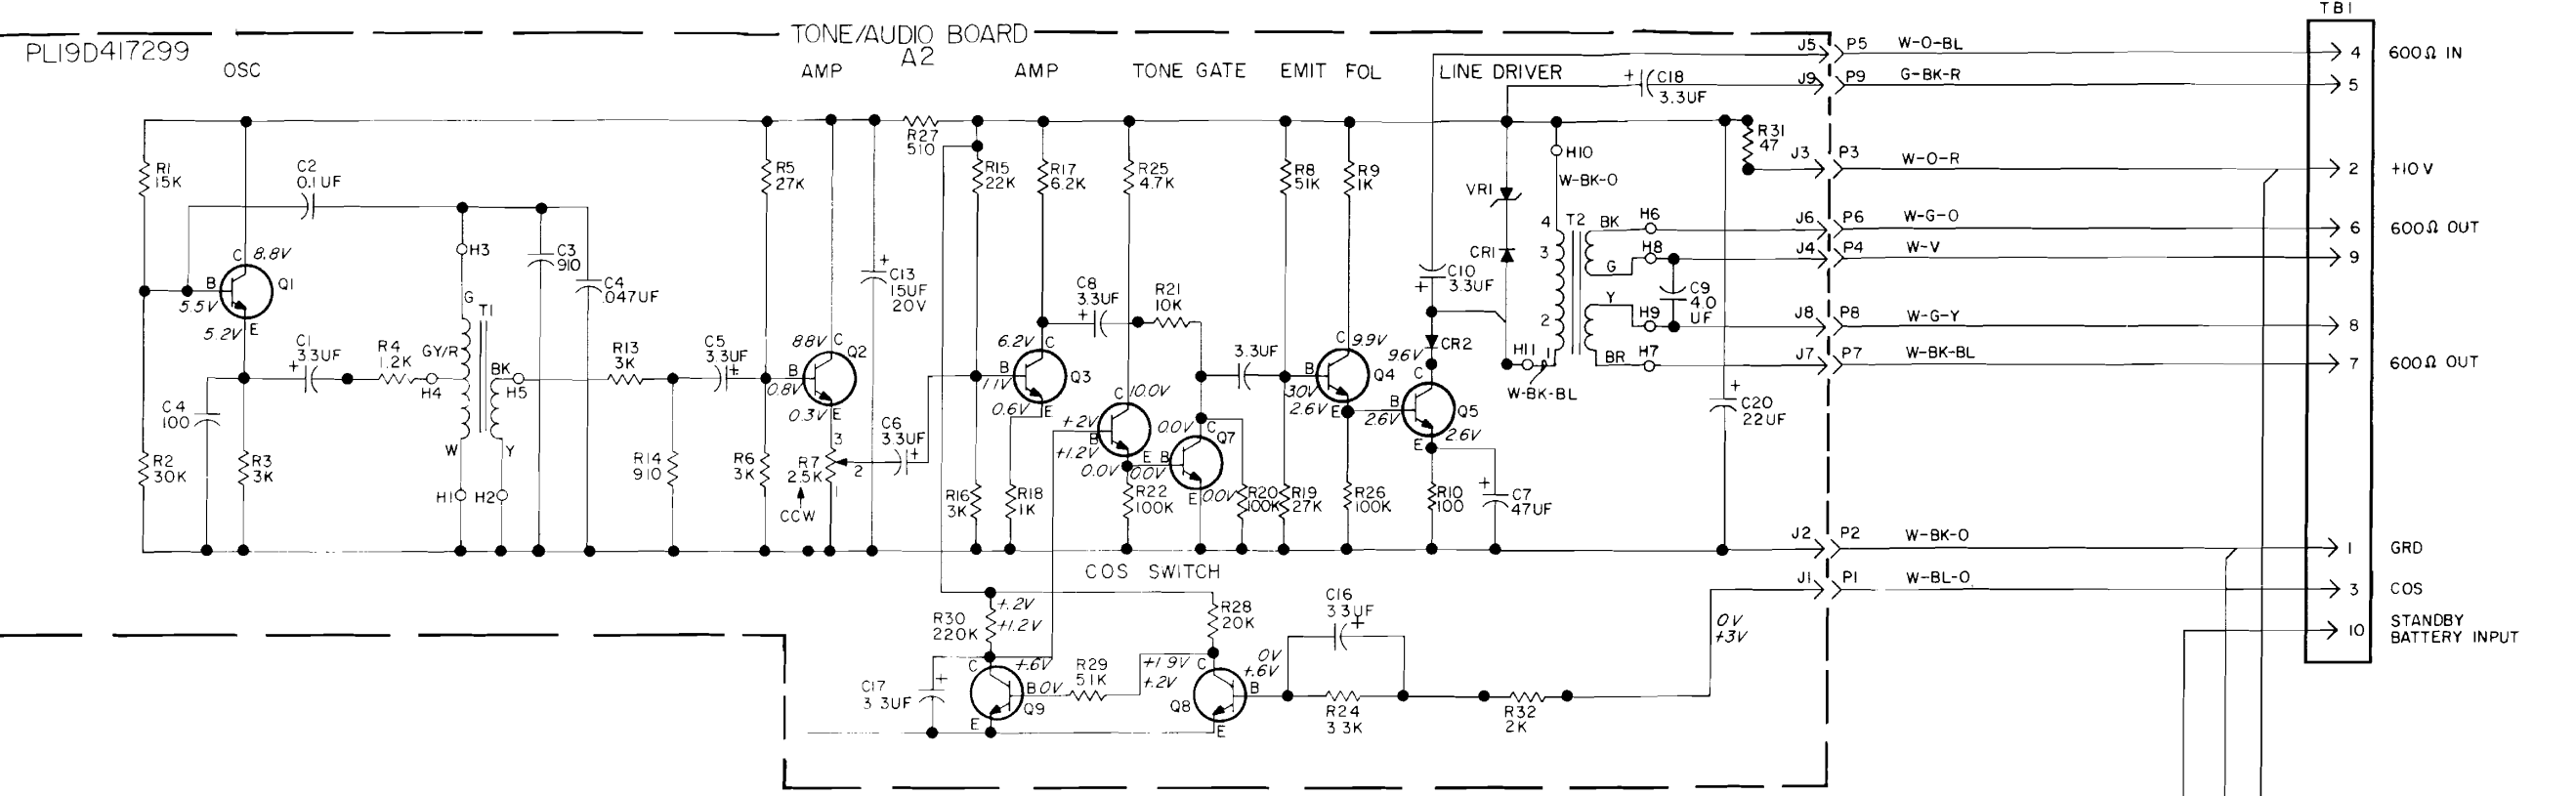 TB1
TONE/AUDIO BOARD
A2
PL19D417299
OSC
AMP
AMP
TONE GATE
EMIT FOL
LINE DRIVER
J5
P5
W-O-BL
4
600Ω IN
+
C18
3.3UF
J9
P9
G-BK-R
5
R27
510
R31
47
J3
P3
W-O-R
2
+10 V
R1
15K
C2
0.1UF
R5
27K
R15
22K
R17
6.2K
R25
4.7K
R8
51K
R9
1K
H10
W-BK-O
VR1
CR1
4
T2
3
2
1
BK
H6
H8
G
Y
H9
BR
H7
C9
4.0
UF
J6
P6
W-G-O
6
600Ω OUT
J4
P4
W-V
9
J8
P8
W-G-Y
8
J7
P7
W-BK-BL
7
600Ω OUT
C 8.8V
B
Q1
5.5V
5.2V E
H3
C3
910
C4
.047UF
G
T1
C1
3.3UF
+
R4
1.2K
GY/R
H4
BK
H5
W
Y
H1
H2
R13
3K
C5
3.3UF
+
C4
100
R2
30K
R3
3K
R14
910
R6
3K
8.8V C
Q2
B
0.8V
0.3V E
3
R7
2.5K
2
1
CCW
+
C13
15UF
20V
C6
3.3UF
+
6.2V C
B
1.1V
Q3
0.6V E
R16
3K
R18
1K
C8
3.3UF
+
R21
10K
C 10.0V
+.2V
B
+1.2V
0.0V
E B
0.0V
0.0V
C
Q7
E 0.0V
R22
100K
R20
100K
R19
27K
3.3UF
C 9.9V
B
3.0V
Q4
2.6V E
R26
100K
C10
3.3UF
+
CR2
9.6V
C
B
2.6V
Q5
E 2.6V
R10
100
+
C7
47UF
H11
W-BK-BL
+
C20
22UF
J2
P2
W-BK-O
1
GRD
COS SWITCH
J1
P1
W-BL-O
3
COS
0V
+3V
10
STANDBY
BATTERY INPUT
R30
220K
+.2V
+1.2V
C
+.6V
B 0V
Q9
E
R29
51K
+1.9V C
+.2V
R28
20K
Q8
0V
+.6V
B
E
C17
3.3UF
+
C16
3.3UF
+
R24
3.3K
R32
2K